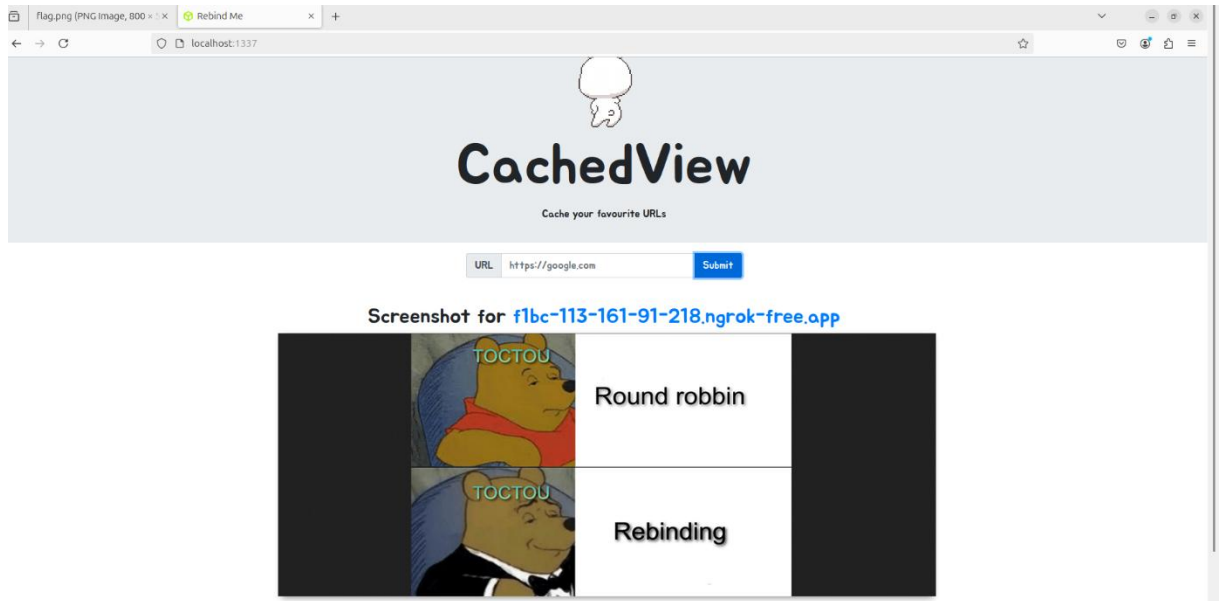 flag.png (PNG Image, 800 ×
Rebind Me
localhost:1337
CachedView
Cache your favourite URLs
URL https://google.com Submit
Screenshot for f1bc-113-161-91-218.ngrok-free.app
TOCTOU
Round robbin
TOCTOU
Rebinding